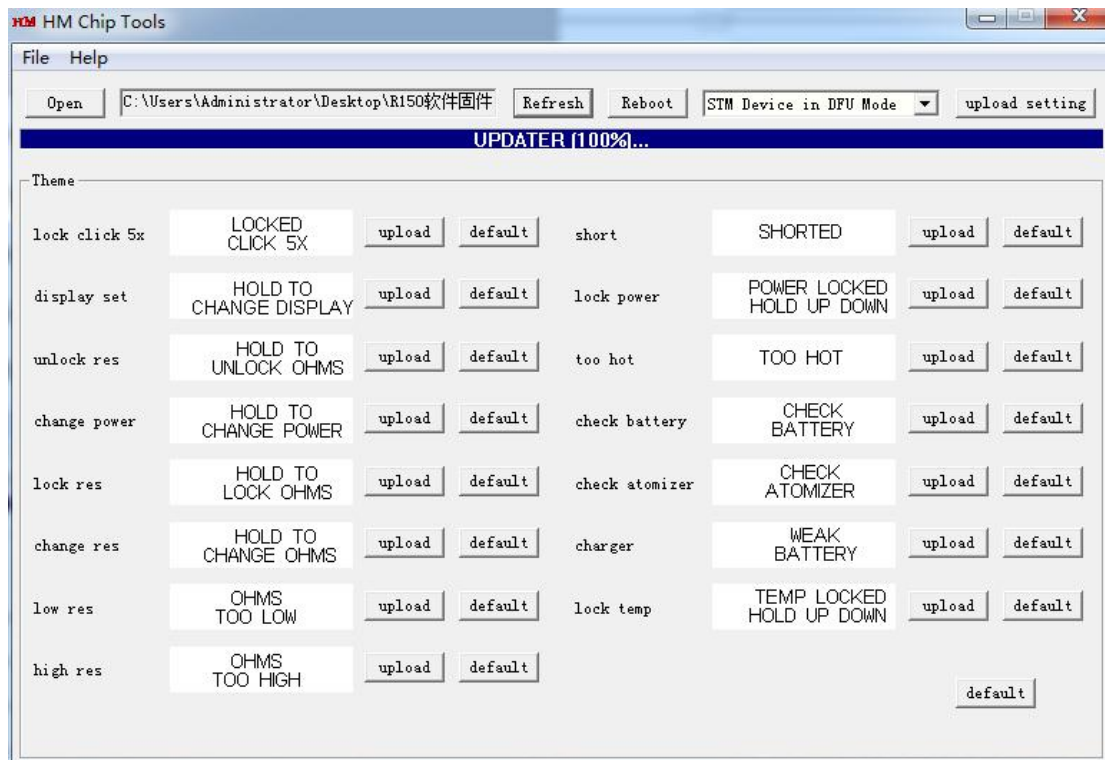 HM HM Chip Tools
File Help
Open C:\Users\Administrator\Desktop\R150软件固件 Refresh Reboot STM Device in DFU Mode upload setting
UPDATER (100%)...
Theme
lock click 5x
LOCKED
CLICK 5X
upload default
short
SHORTED
upload default
display set
HOLD TO
CHANGE DISPLAY
upload default
lock power
POWER LOCKED
HOLD UP DOWN
upload default
unlock res
HOLD TO
UNLOCK OHMS
upload default
too hot
TOO HOT
upload default
change power
HOLD TO
CHANGE POWER
upload default
check battery
CHECK
BATTERY
upload default
lock res
HOLD TO
LOCK OHMS
upload default
check atomizer
CHECK
ATOMIZER
upload default
change res
HOLD TO
CHANGE OHMS
upload default
charger
WEAK
BATTERY
upload default
low res
OHMS
TOO LOW
upload default
lock temp
TEMP LOCKED
HOLD UP DOWN
upload default
high res
OHMS
TOO HIGH
upload default
default